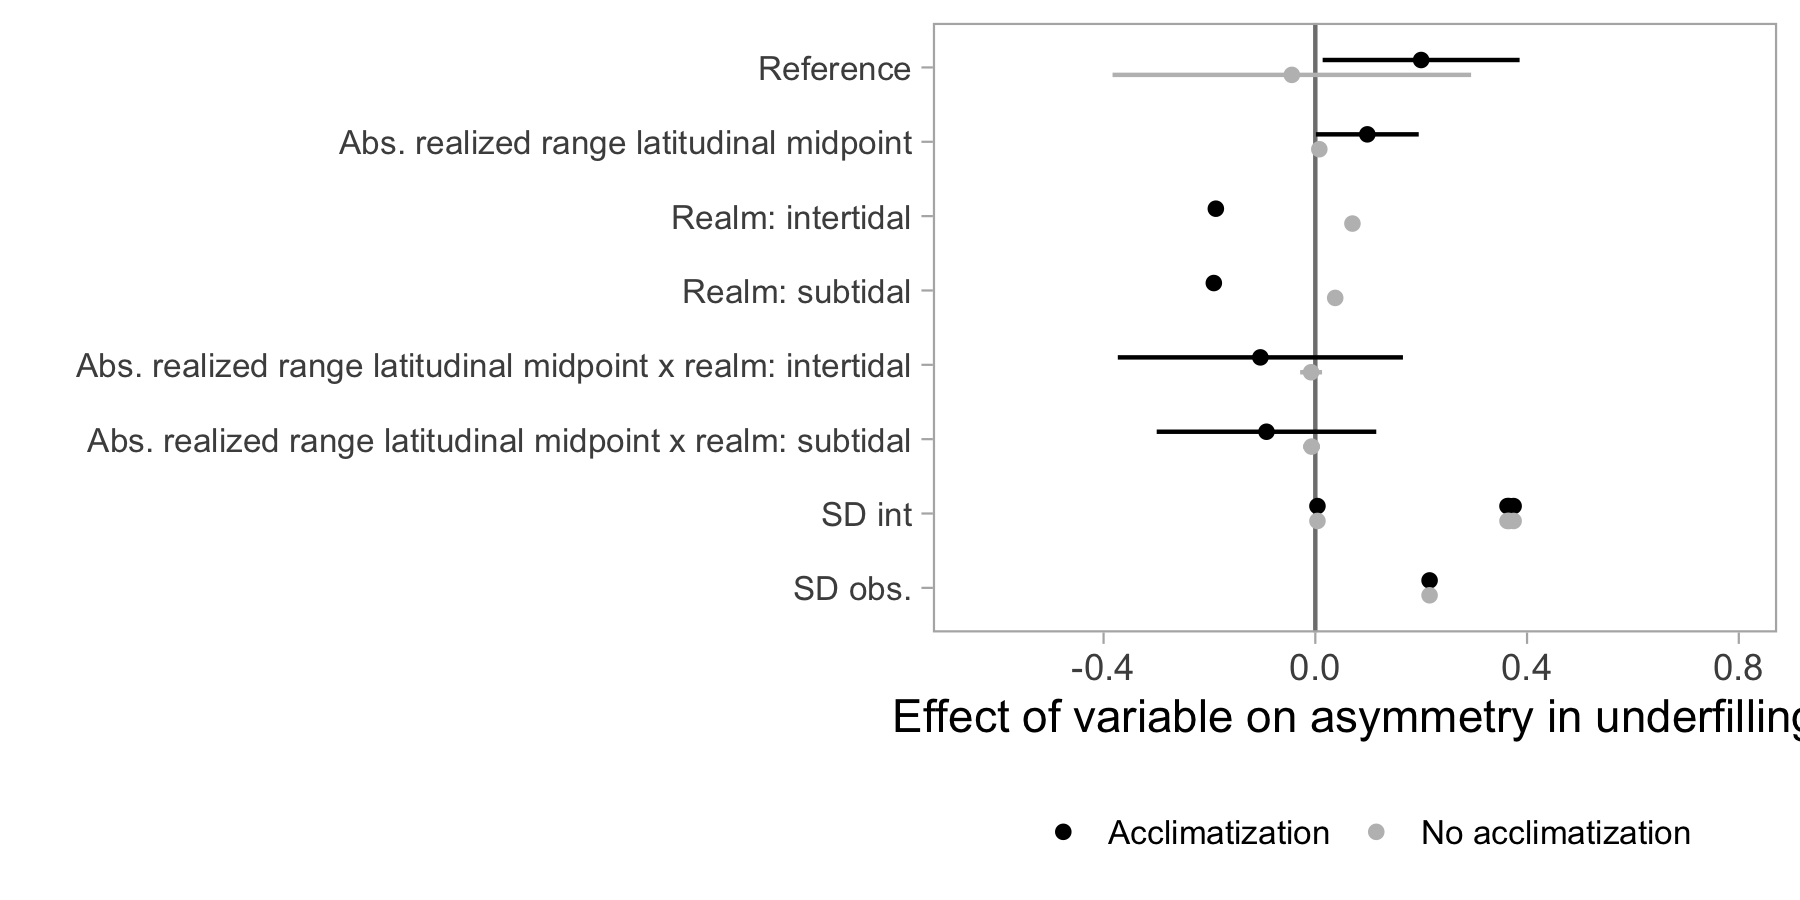 Reference
Abs. realized range latitudinal midpoint
Realm: intertidal
Realm: subtidal
Abs. realized range latitudinal midpoint x realm: intertidal
Abs. realized range latitudinal midpoint x realm: subtidal
SD int
SD obs.
-0.4 0.0 0.4 0.8
Effect of variable on asymmetry in underfilling
Acclimatization No acclimatization